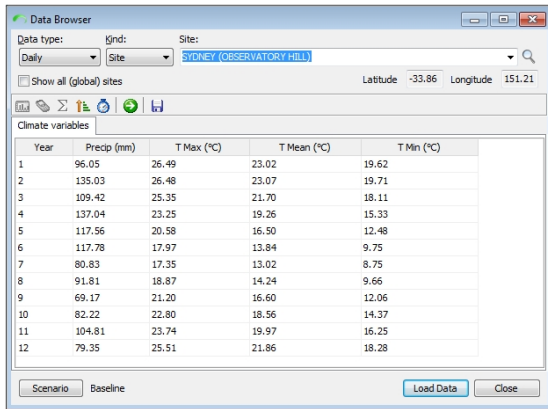 Data Browser
Data type: Kind: Site:
Daily Site SYDNEY (OBSERVATORY HILL)
Show all (global) sites Latitude -33.86 Longitude 151.21
Climate variables
Year Precip (mm) T Max (°C) T Mean (°C) T Min (°C)
1 96.05 26.49 23.02 19.62
2 135.03 26.48 23.07 19.71
3 109.42 25.35 21.70 18.11
4 137.04 23.25 19.26 15.33
5 117.56 20.58 16.50 12.48
6 117.78 17.97 13.84 9.75
7 80.83 17.35 13.02 8.75
8 91.81 18.87 14.24 9.66
9 69.17 21.20 16.60 12.06
10 82.22 22.80 18.56 14.37
11 104.81 23.74 19.97 16.25
12 79.35 25.51 21.86 18.28
Scenario Baseline Load Data Close